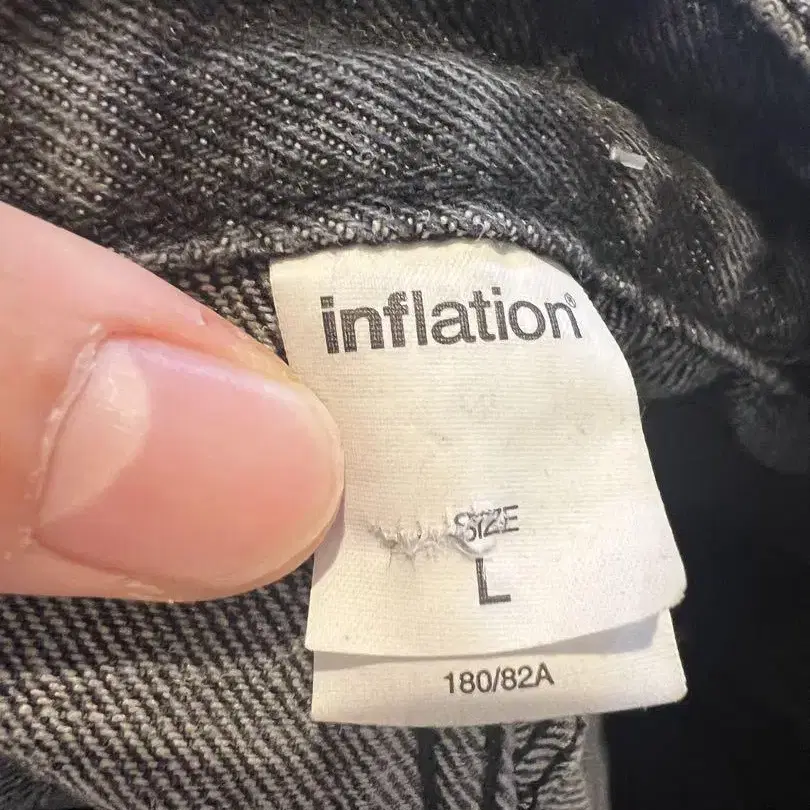 inflation®
SIZE
L
180/82A